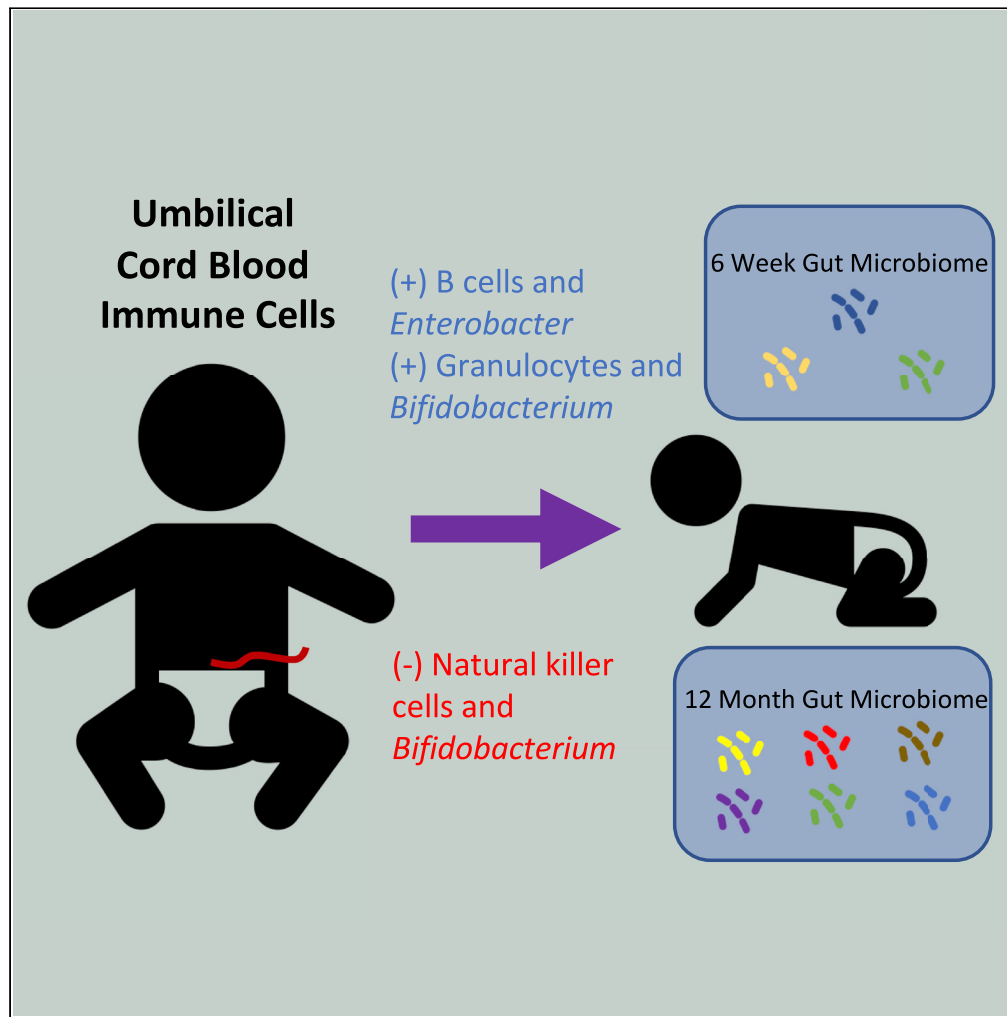 Umbilical
Cord Blood
Immune Cells
(+) B cells and
Enterobacter
(+) Granulocytes and
Bifidobacterium
6 Week Gut Microbiome
(-) Natural killer
cells and
Bifidobacterium
12 Month Gut Microbiome